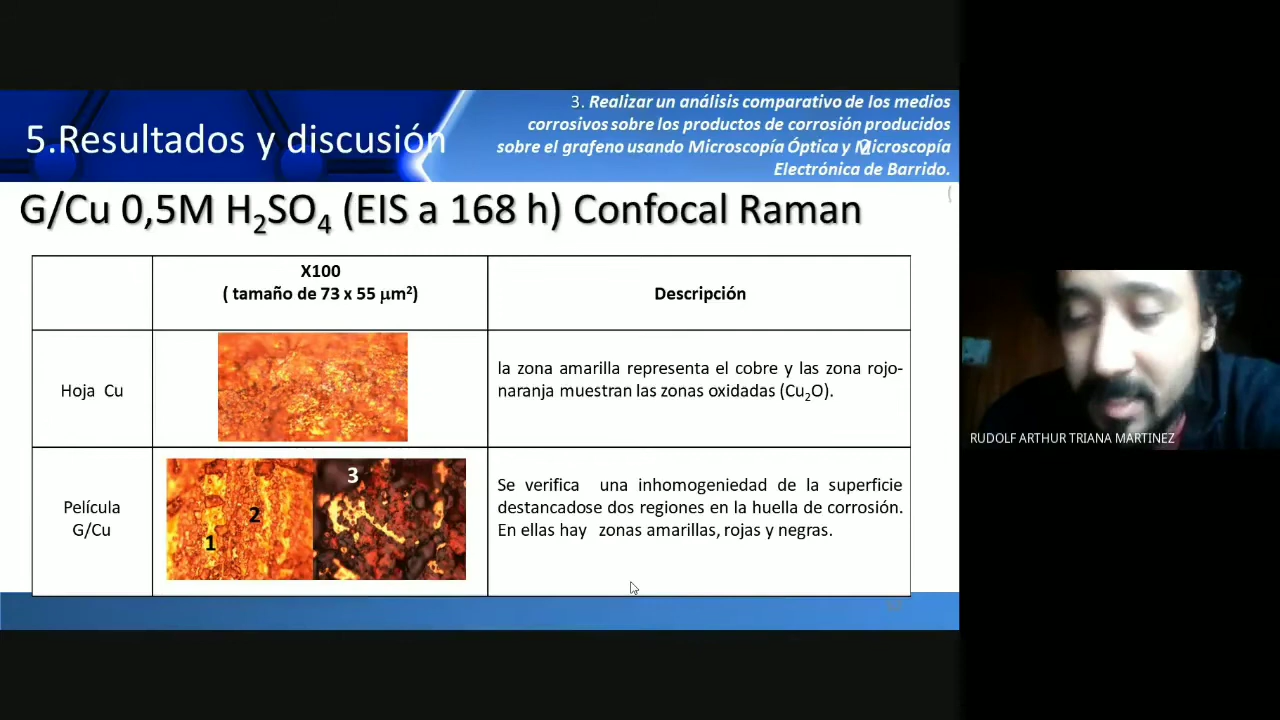 5.Resultados y discusión
3. Realizar un análisis comparativo de los medios
corrosivos sobre los productos de corrosión producidos
sobre el grafeno usando Microscopía Óptica y Microscopía
Electrónica de Barrido.
G/Cu 0,5M H₂SO₄ (EIS a 168 h) Confocal Raman
X100
( tamaño de 73 x 55 μm²)
Descripción
Hoja Cu
la zona amarilla representa el cobre y las zona rojo-
naranja muestran las zonas oxidadas (Cu₂O).
Película
G/Cu
1
2
3
Se verifica una inhomogeniedad de la superficie
destancadose dos regiones en la huella de corrosión.
En ellas hay zonas amarillas, rojas y negras.
RUDOLF ARTHUR TRIANA MARTINEZ